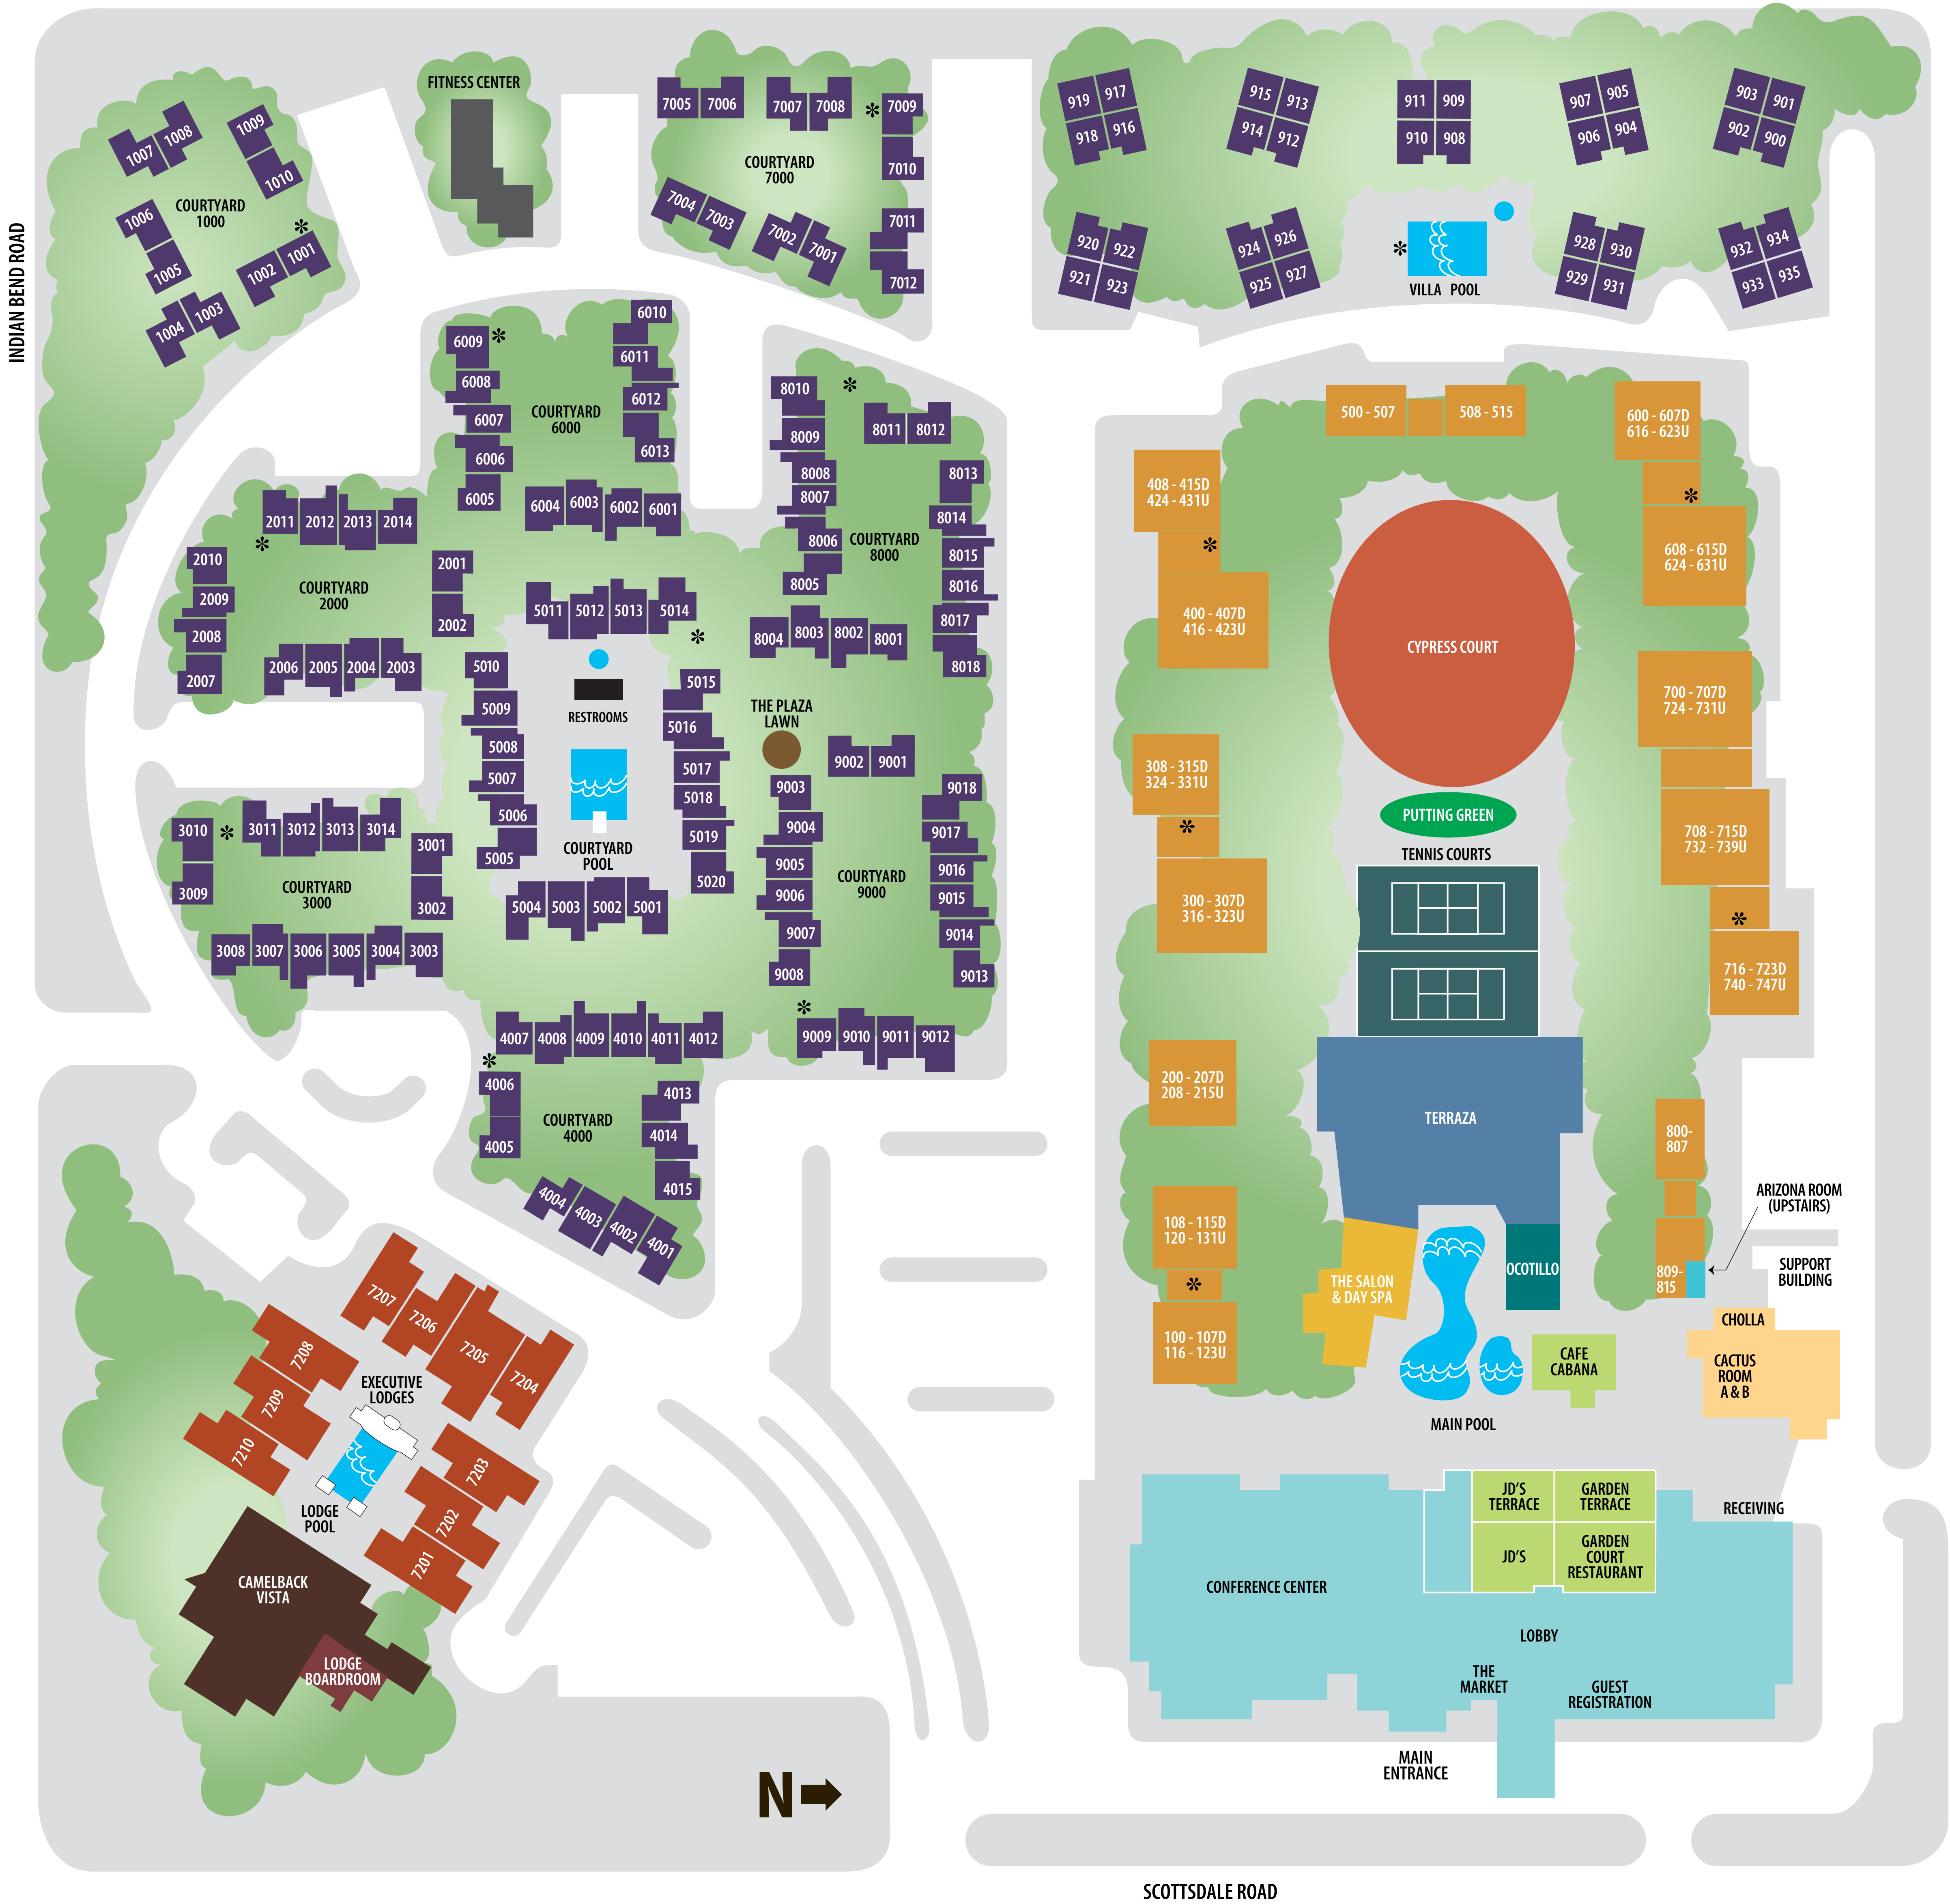 INDIAN BEND ROAD
FITNESS CENTER
1007
1008
1009
1010
COURTYARD
1000
1006
1005
1001
1002
1003
1004
7005
7006
7007
7008
7009
7010
COURTYARD
7000
7004
7003
7002
7001
7011
7012
919
917
918
916
915
913
914
912
911
909
910
908
907
905
906
904
903
901
902
900
920
922
921
923
924
926
925
927
VILLA POOL
928
930
929
931
932
934
933
935
6009
6008
6007
6006
6005
COURTYARD
6000
6010
6011
6012
6013
6004
6003
6002
6001
8010
8009
8008
8007
8006
8005
8011
8012
8013
8014
8015
8016
8017
8018
COURTYARD
8000
8004
8003
8002
8001
2011
2012
2013
2014
2010
2009
2008
2007
COURTYARD
2000
2001
2002
2006
2005
2004
2003
5011
5012
5013
5014
5010
5009
5008
5007
5006
5005
RESTROOMS
COURTYARD
POOL
5015
5016
5017
5018
5019
5020
5004
5003
5002
5001
THE PLAZA
LAWN
9002
9001
9003
9004
9005
9006
9007
9008
COURTYARD
9000
9018
9017
9016
9015
9014
9013
9009
9010
9011
9012
3010
3009
3011
3012
3013
3014
3001
3002
COURTYARD
3000
3008
3007
3006
3005
3004
3003
4007
4008
4009
4010
4011
4012
4006
4005
COURTYARD
4000
4013
4014
4015
4004
4003
4002
4001
500 - 507
508 - 515
600 - 607D
616 - 623U
608 - 615D
624 - 631U
408 - 415D
424 - 431U
400 - 407D
416 - 423U
CYPRESS COURT
700 - 707D
724 - 731U
308 - 315D
324 - 331U
PUTTING GREEN
TENNIS COURTS
708 - 715D
732 - 739U
300 - 307D
316 - 323U
716 - 723D
740 - 747U
200 - 207D
208 - 215U
TERRAZA
800-
807
ARIZONA ROOM
(UPSTAIRS)
108 - 115D
120 - 131U
THE SALON
& DAY SPA
OCOTILLO
809-
815
SUPPORT
BUILDING
100 - 107D
116 - 123U
CAFE
CABANA
CHOLLA
CACTUS
ROOM
A & B
MAIN POOL
7207
7206
7205
7204
7208
7209
7210
EXECUTIVE
LODGES
7203
7202
7201
LODGE
POOL
CAMELBACK
VISTA
LODGE
BOARDROOM
JD'S
TERRACE
GARDEN
TERRACE
RECEIVING
JD'S
GARDEN
COURT
RESTAURANT
CONFERENCE CENTER
LOBBY
THE
MARKET
GUEST
REGISTRATION
MAIN
ENTRANCE
N
SCOTTSDALE ROAD